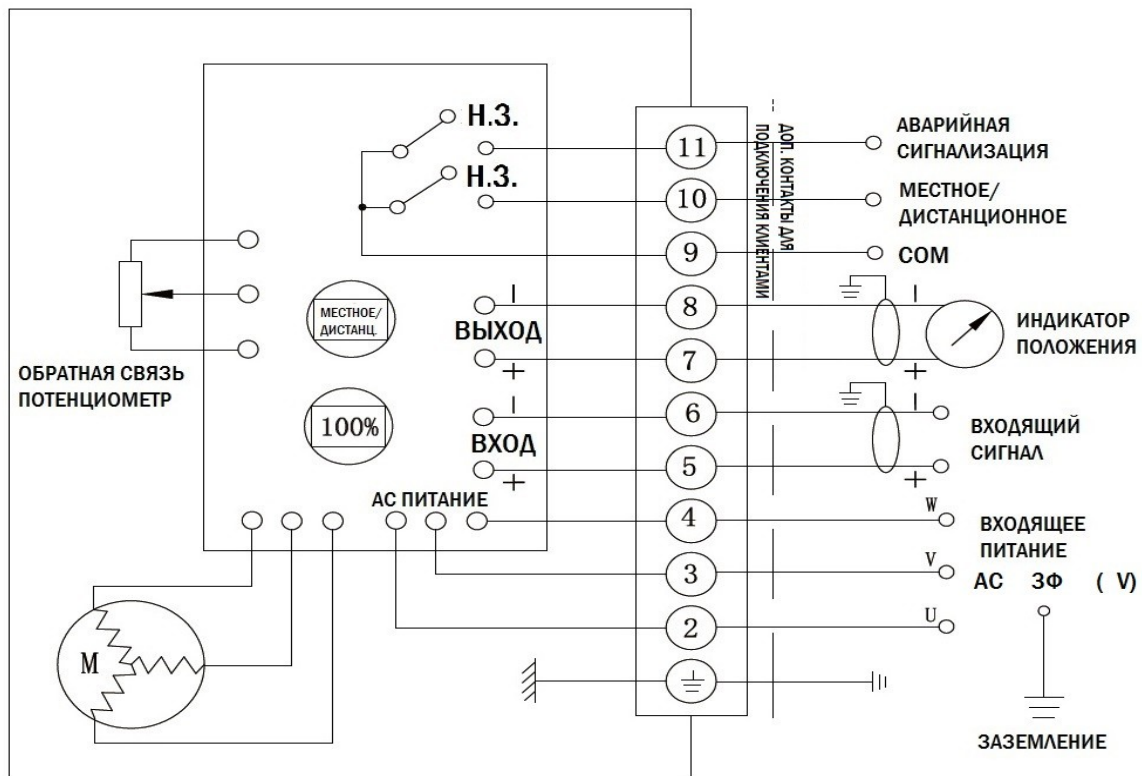 Н.З.
Н.З.
11
10
9
8
7
6
5
4
3
2
ДОП. КОНТАКТЫ ДЛЯ
ПОДКЛЮЧЕНИЯ КЛИЕНТАМИ
АВАРИЙНАЯ
СИГНАЛИЗАЦИЯ
МЕСТНОЕ/
ДИСТАНЦИОННОЕ
COM
МЕСТНОЕ/
ДИСТАНЦ.
100%
−
ВЫХОД
+
−
ВХОД
+
−
+
ИНДИКАТОР
ПОЛОЖЕНИЯ
−
+
ВХОДЯЩИЙ
СИГНАЛ
ОБРАТНАЯ СВЯЗЬ
ПОТЕНЦИОМЕТР
АС ПИТАНИЕ
W
V
U
ВХОДЯЩЕЕ
ПИТАНИЕ
АС 3Ф ( V)
M
ЗАЗЕМЛЕНИЕ